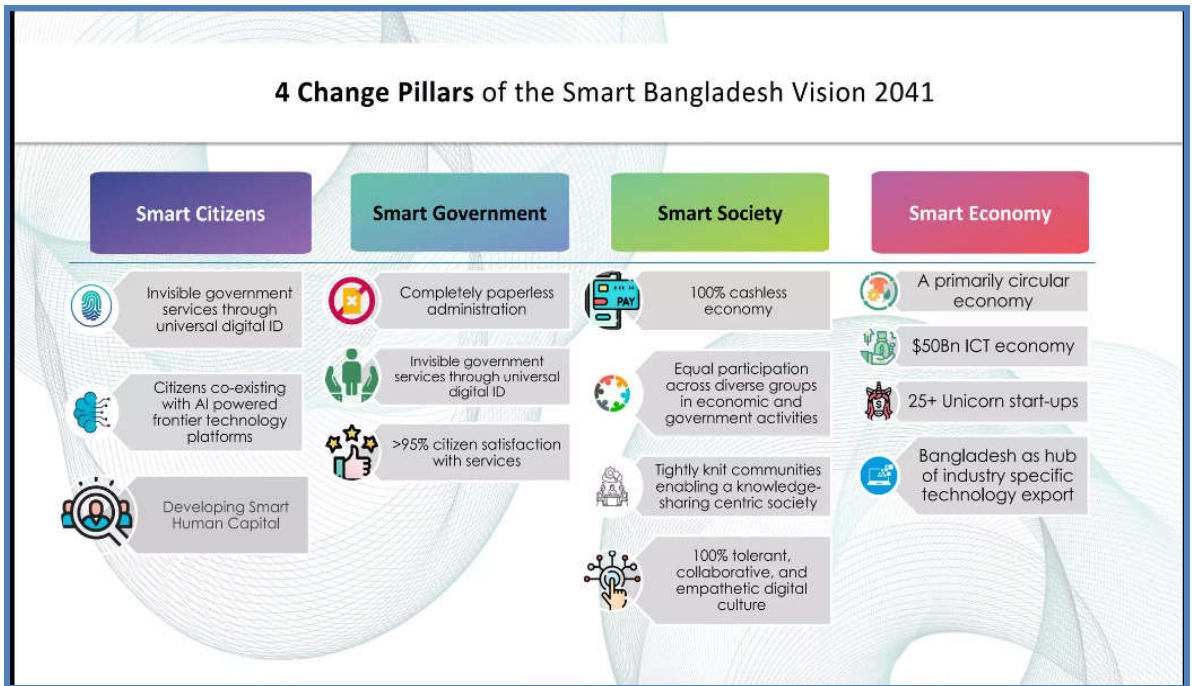 4 Change Pillars of the Smart Bangladesh Vision 2041
Smart Citizens
Invisible government
services through
universal digital ID
Citizens co-existing
with AI powered
frontier technology
platforms
Developing Smart
Human Capital
Smart Government
Completely paperless
administration
Invisible government
services through universal
digital ID
>95% citizen satisfaction
with services
Smart Society
PAY
100% cashless
economy
Equal participation
across diverse groups
in economic and
government activities
Tightly knit communities
enabling a knowledge-
sharing centric society
100% tolerant,
collaborative, and
empathetic digital
culture
Smart Economy
A primarily circular
economy
$50Bn ICT economy
25+ Unicorn start-ups
Bangladesh as hub
of industry specific
technology export